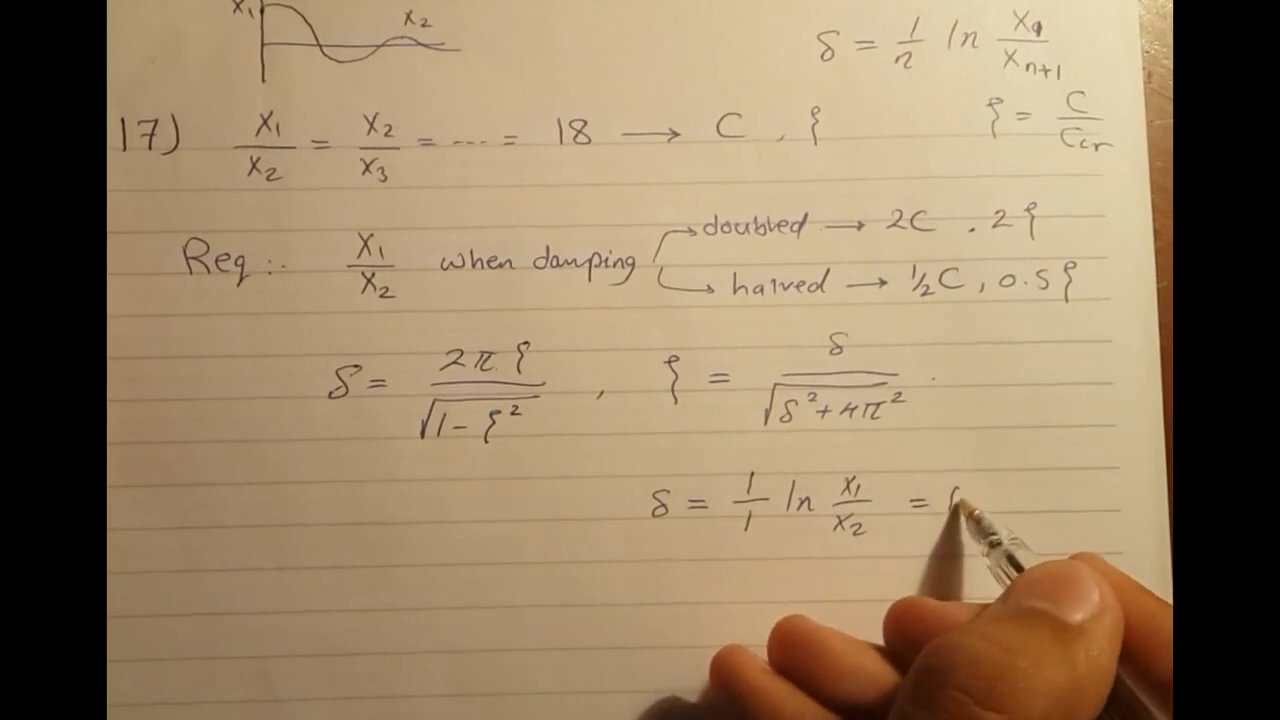 x₁ x₂
δ = 1/n ln x₁/xₙ₊₁
17) x₁/x₂ = x₂/x₃ = ---- = 18 → C , ξ
ξ = C/Ccr
Req :. x₁/x₂ when damping
doubled → 2C . 2ξ
halved → ½C , 0.5ξ
δ = 2π ξ/√1-ξ² , ξ = δ/√δ²+4π² .
δ = 1/1 ln x₁/x₂ =